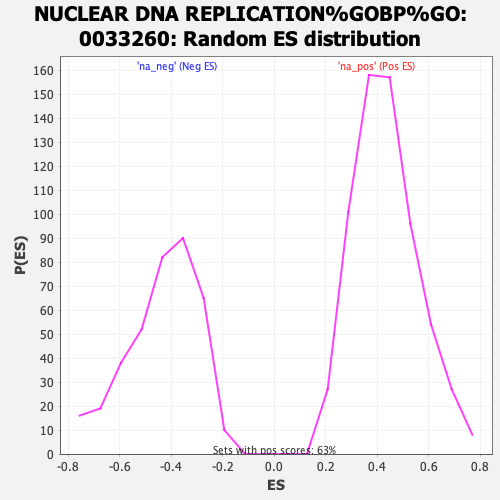 NUCLEAR DNA REPLICATION%GOBP%GO:
0033260: Random ES distribution
'na_neg' (Neg ES)
'na_pos' (Pos ES)
160
150
140
130
120
110
100
90
80
70
60
50
40
30
20
10
0
P(ES)
Sets with pos scores: 63%
-0.8 -0.6 -0.4 -0.2 0.0 0.2 0.4 0.6 0.8
ES